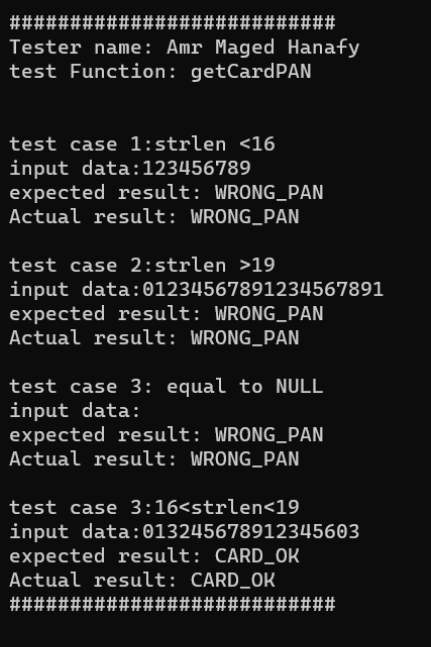 ###########################
Tester name: Amr Maged Hanafy
test Function: getCardPAN
test case 1:strlen <16
input data:123456789
expected result: WRONG_PAN
Actual result: WRONG_PAN
test case 2:strlen >19
input data:01234567891234567891
expected result: WRONG_PAN
Actual result: WRONG_PAN
test case 3: equal to NULL
input data:
expected result: WRONG_PAN
Actual result: WRONG_PAN
test case 3:16<strlen<19
input data:013245678912345603
expected result: CARD_OK
Actual result: CARD_OK
###########################